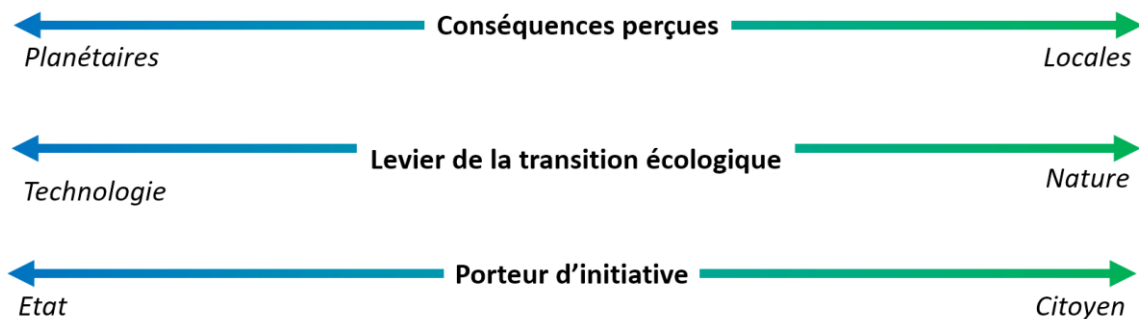 Conséquences perçues
Planétaires
Locales
Levier de la transition écologique
Technologie
Nature
Porteur d’initiative
Etat
Citoyen